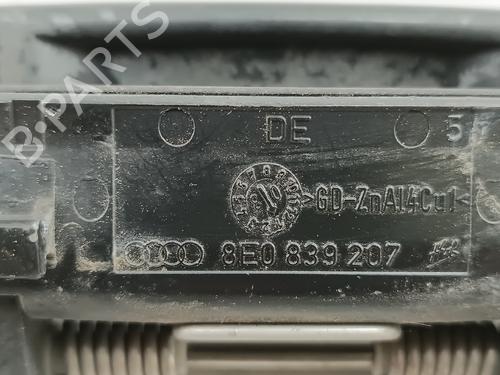 B-PARTS
DE 5
>GD-ZnAl4Cu1<
8E0 839 207